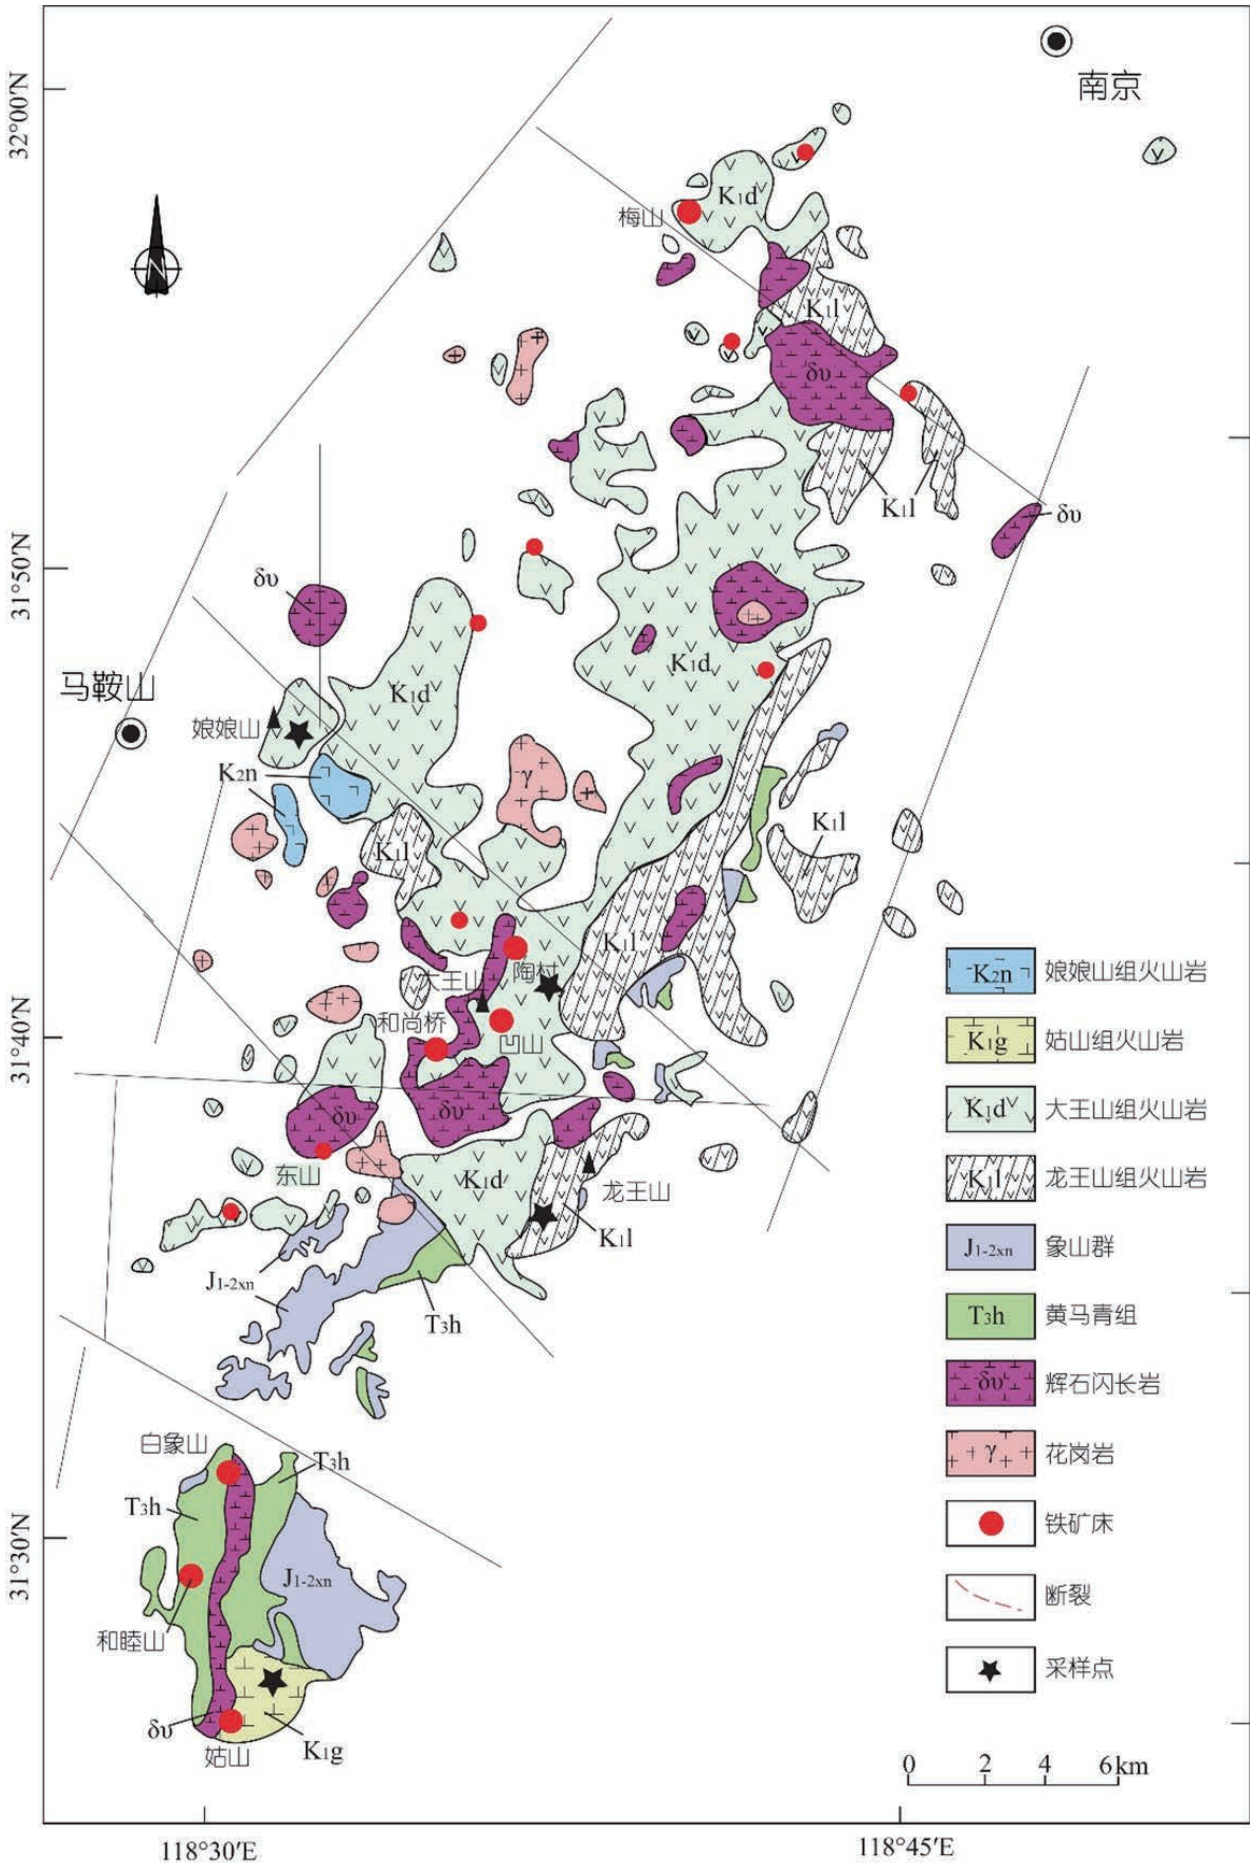 南京
32°00′N
K1d
梅山
N
K1l
δυ
K1l
δυ
31°50′N
δυ
K1d
马鞍山
K1d
娘娘山
K2n
γ
K1l
K1l
K1l
大王山
陶村
和尚桥
凹山
31°40′N
δυ
δυ
东山
K1d
龙王山
K1l
J1-2xn
T3h
白象山
T3h
T3h
31°30′N
J1-2xn
和睦山
δυ
K1g
姑山
K2n 娘娘山组火山岩
K1g 姑山组火山岩
K1d 大王山组火山岩
K1l 龙王山组火山岩
J1-2xn 象山群
T3h 黄马青组
δυ 辉石闪长岩
γ 花岗岩
铁矿床
断裂
采样点
0 2 4 6km
118°30′E 118°45′E